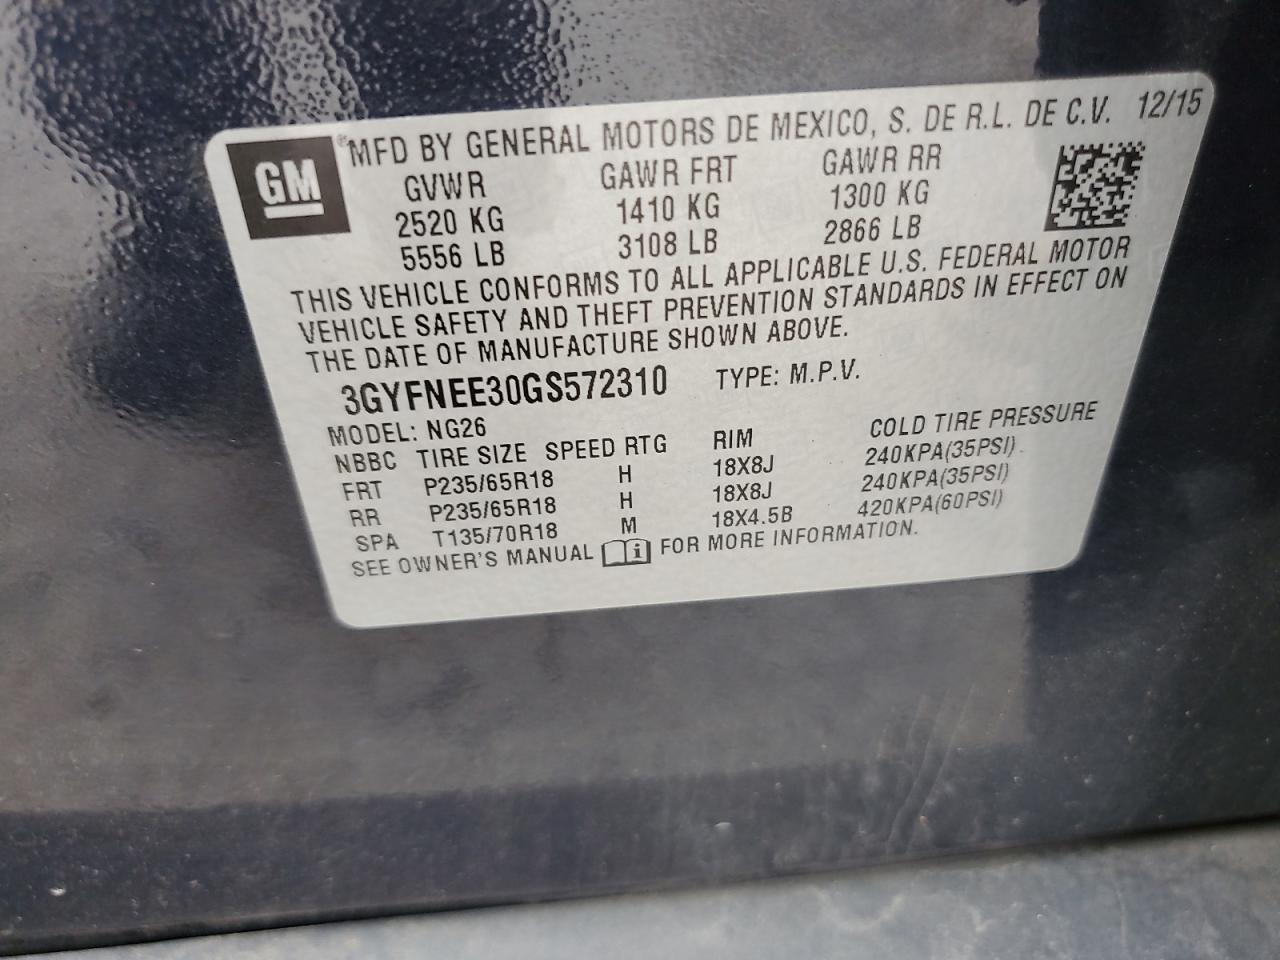 GM
®MFD BY GENERAL MOTORS DE MEXICO, S. DE R.L. DE C.V. 12/15
GVWR GAWR FRT GAWR RR
2520 KG 1410 KG 1300 KG
5556 LB 3108 LB 2866 LB
THIS VEHICLE CONFORMS TO ALL APPLICABLE U.S. FEDERAL MOTOR
VEHICLE SAFETY AND THEFT PREVENTION STANDARDS IN EFFECT ON
THE DATE OF MANUFACTURE SHOWN ABOVE.
3GYFNEE30GS572310 TYPE: M.P.V.
MODEL: NG26
NBBC TIRE SIZE SPEED RTG RIM COLD TIRE PRESSURE
FRT P235/65R18 H 18X8J 240KPA(35PSI)
RR P235/65R18 H 18X8J 240KPA(35PSI)
SPA T135/70R18 M 18X4.5B 420KPA(60PSI)
SEE OWNER'S MANUAL i FOR MORE INFORMATION.